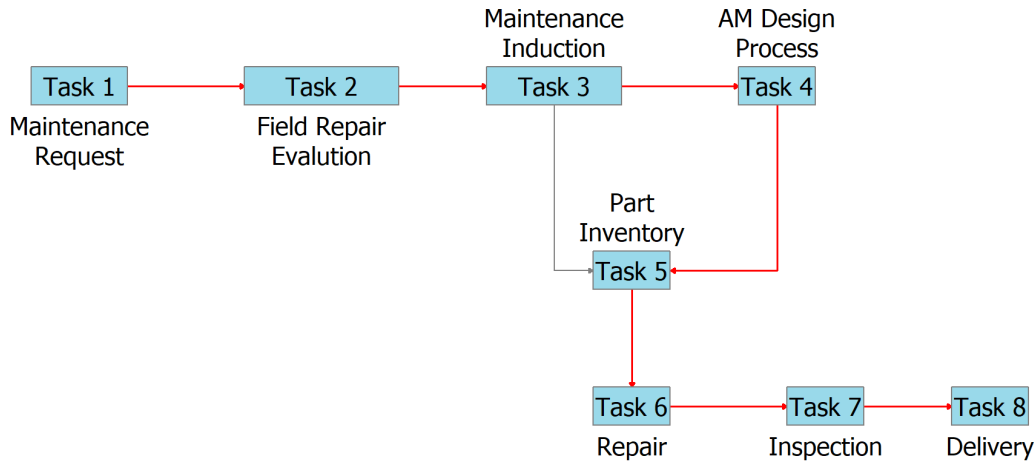 Maintenance
Induction
AM Design
Process
Task 1
Task 2
Task 3
Task 4
Maintenance
Request
Field Repair
Evalution
Part
Inventory
Task 5
Task 6
Task 7
Task 8
Repair
Inspection
Delivery